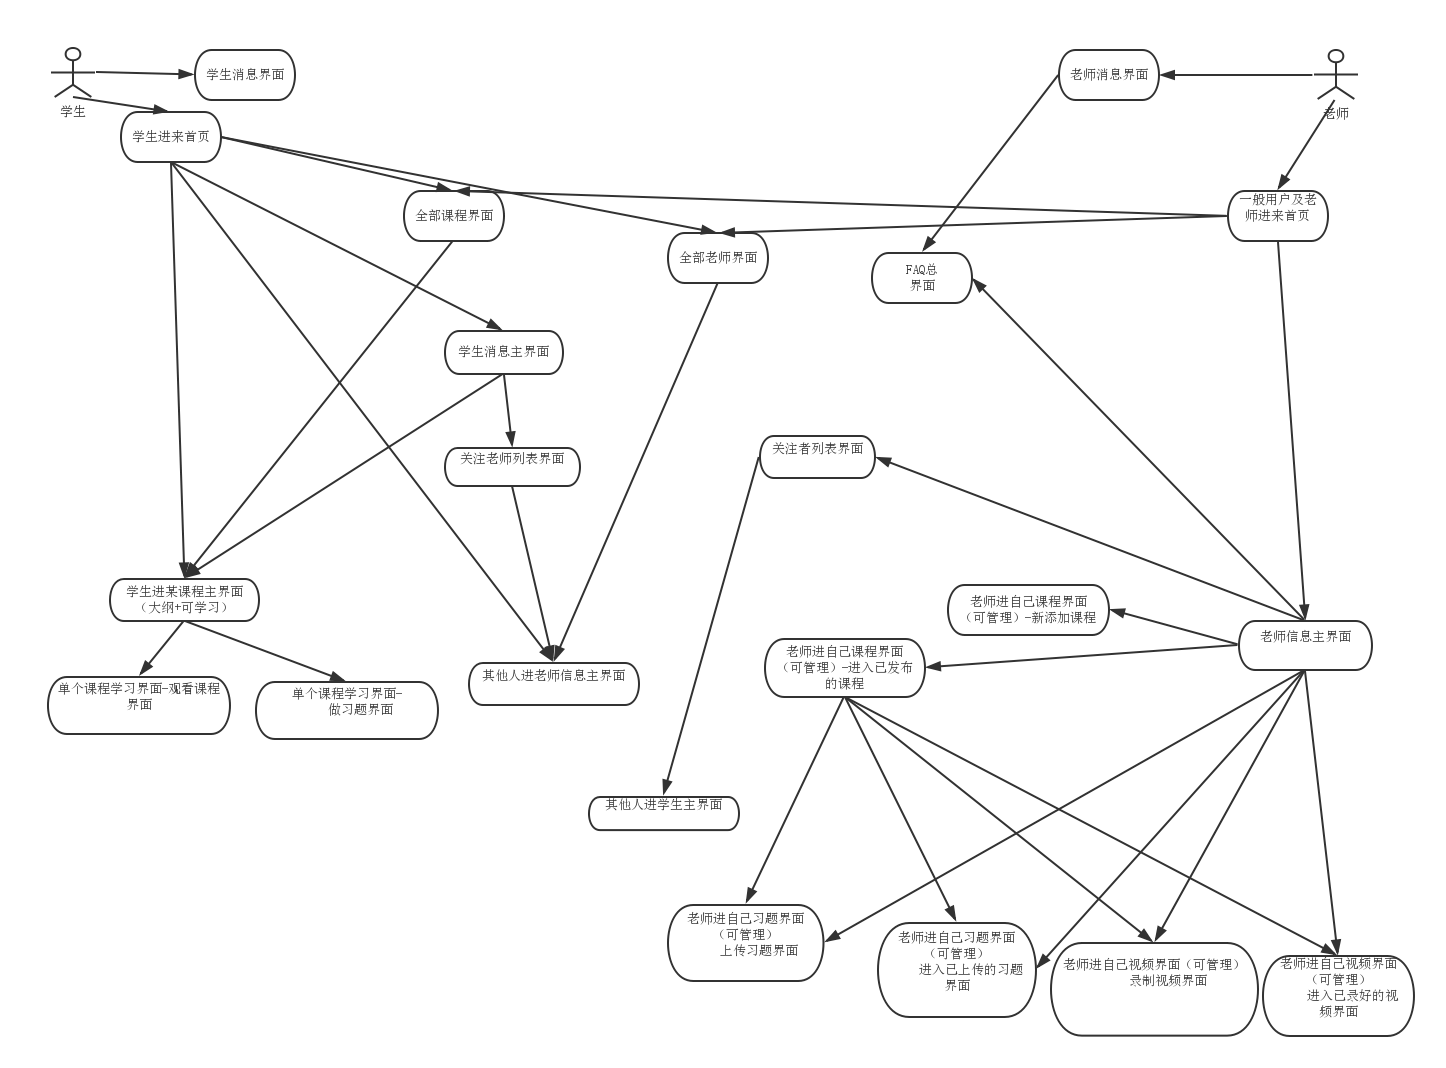 学生消息界面
老师消息界面
学生
老师
学生进来首页
一般用户及老
师进来首页
全部课程界面
全部老师界面
FAQ总
界面
学生消息主界面
关注老师列表界面
关注者列表界面
学生进某课程主界面
（大纲+可学习）
老师进自己课程界面
（可管理）-新添加课程
老师信息主界面
老师进自己课程界面
（可管理）-进入已发布
的课程
其他人进老师信息主界面
单个课程学习界面-观看课程
界面
单个课程学习界面-
做习题界面
其他人进学生主界面
老师进自己习题界面
（可管理）
上传习题界面
老师进自己习题界面
（可管理）
进入已上传的习题
界面
老师进自己视频界面（可管理）
录制视频界面
老师进自己视频界面
（可管理）
进入已录好的视
频界面